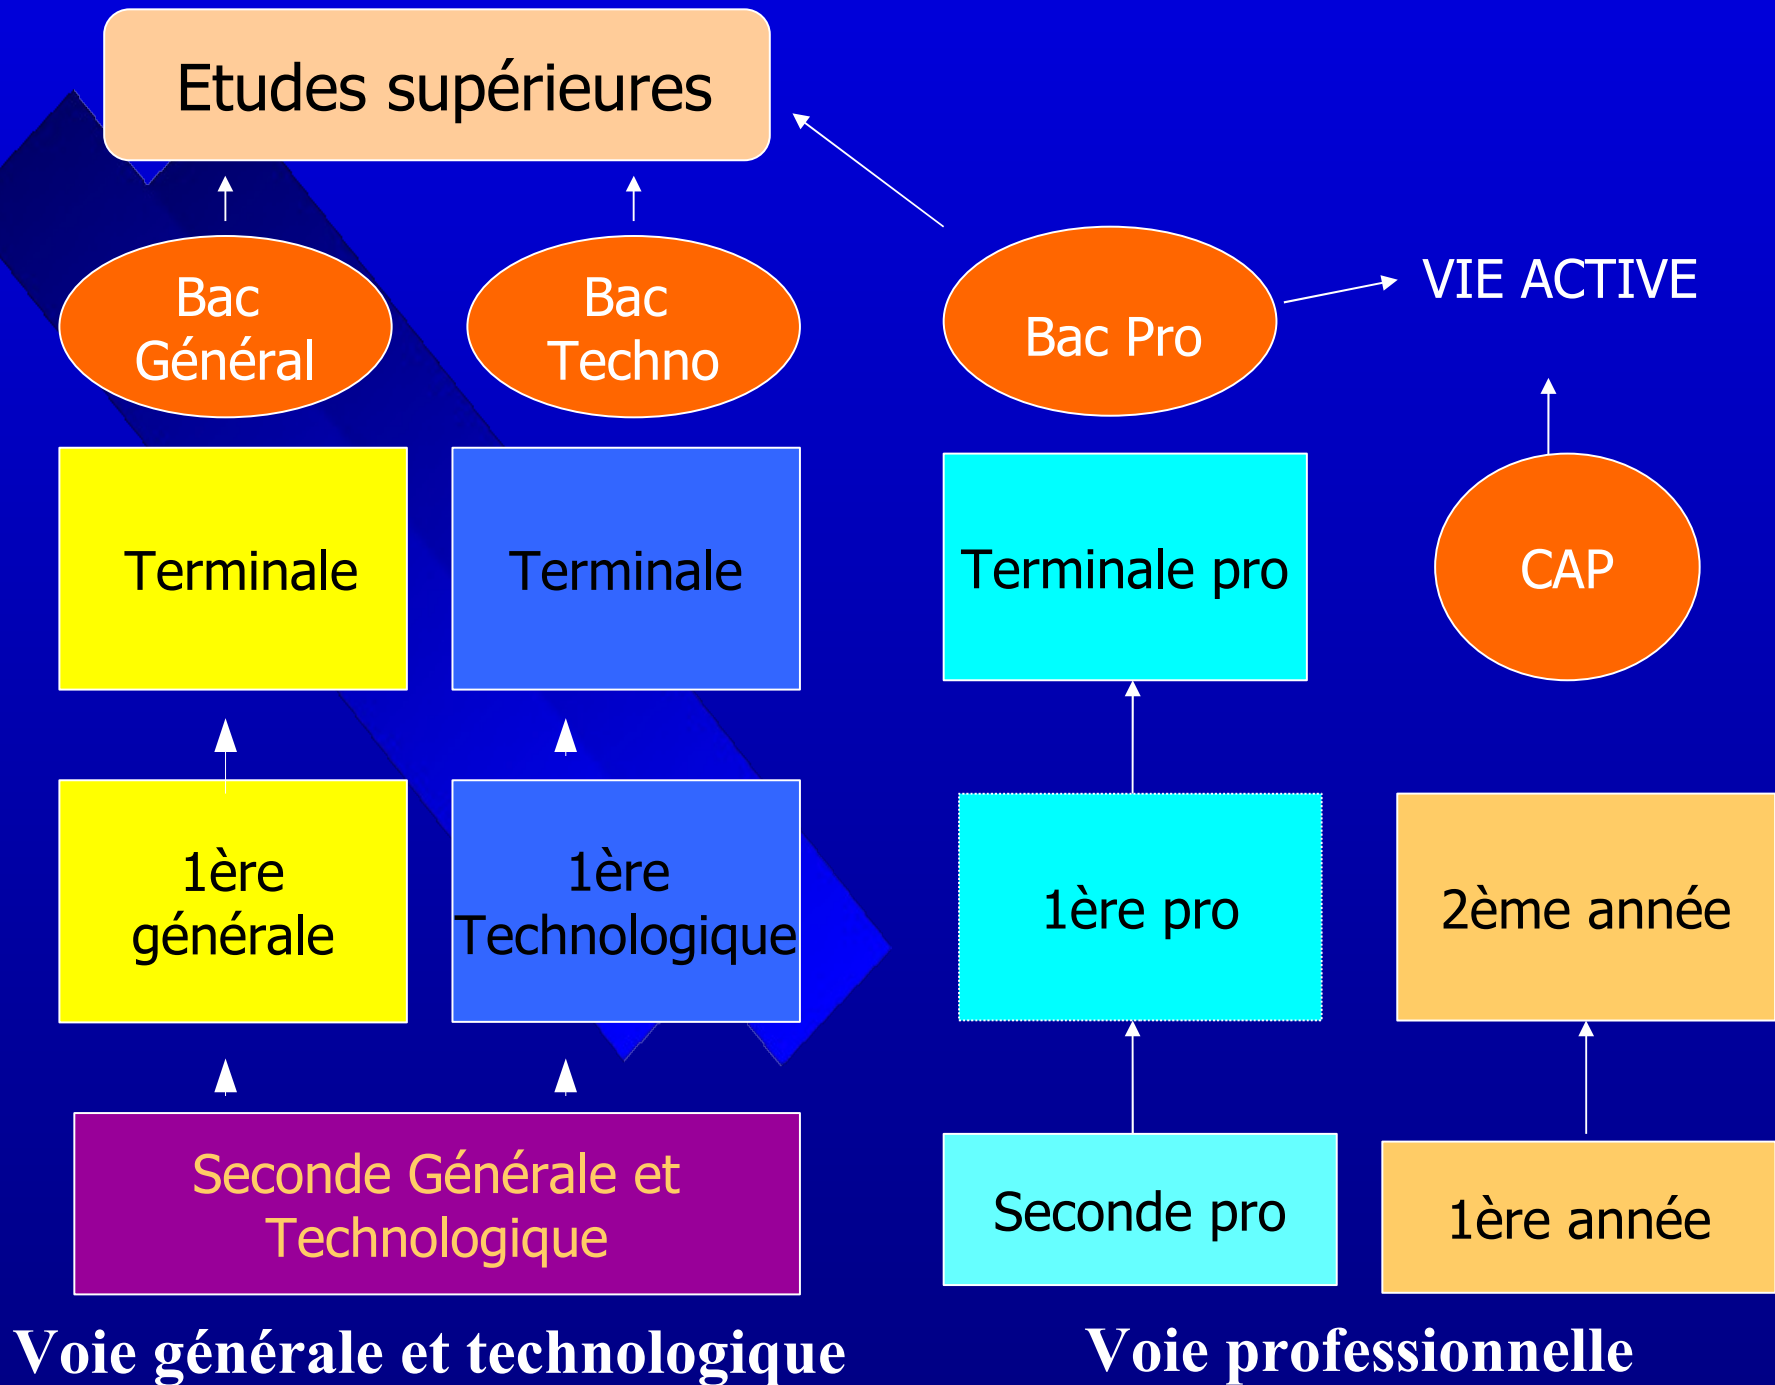 Etudes supérieures
Bac
Général
Bac
Techno
Bac Pro
VIE ACTIVE
Terminale
Terminale
Terminale pro
CAP
1ère
générale
1ère
Technologique
1ère pro
2ème année
Seconde Générale et
Technologique
Seconde pro
1ère année
Voie générale et technologique
Voie professionnelle